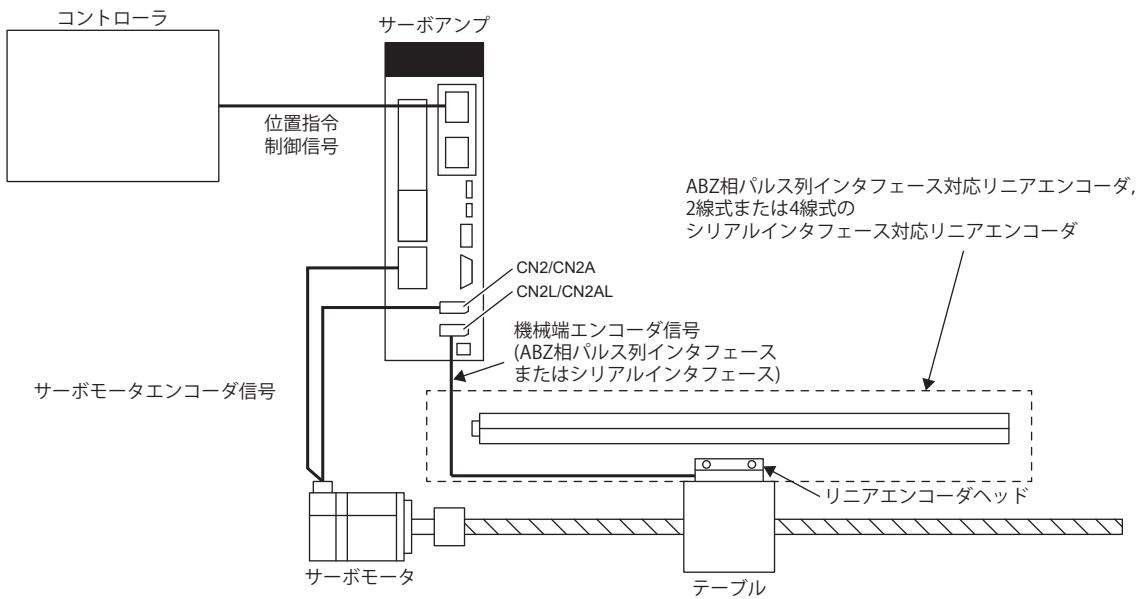 コントローラ
サーボアンプ
位置指令
制御信号
ABZ相パルス列インタフェース対応リニアエンコーダ,
2線式または4線式の
シリアルインタフェース対応リニアエンコーダ
CN2/CN2A
CN2L/CN2AL
機械端エンコーダ信号
(ABZ相パルス列インタフェース
またはシリアルインタフェース)
サーボモータエンコーダ信号
リニアエンコーダヘッド
サーボモータ
テーブル